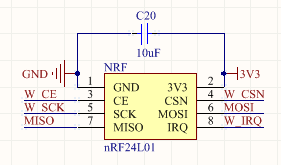 C20
10uF
GND
NRF
3V3
1 GND 3V3 2
W_CE 3 CE CSN 4 W_CSN
W_SCK 5 SCK MOSI 6 MOSI
MISO 7 MISO IRQ 8 W_IRQ
nRF24L01